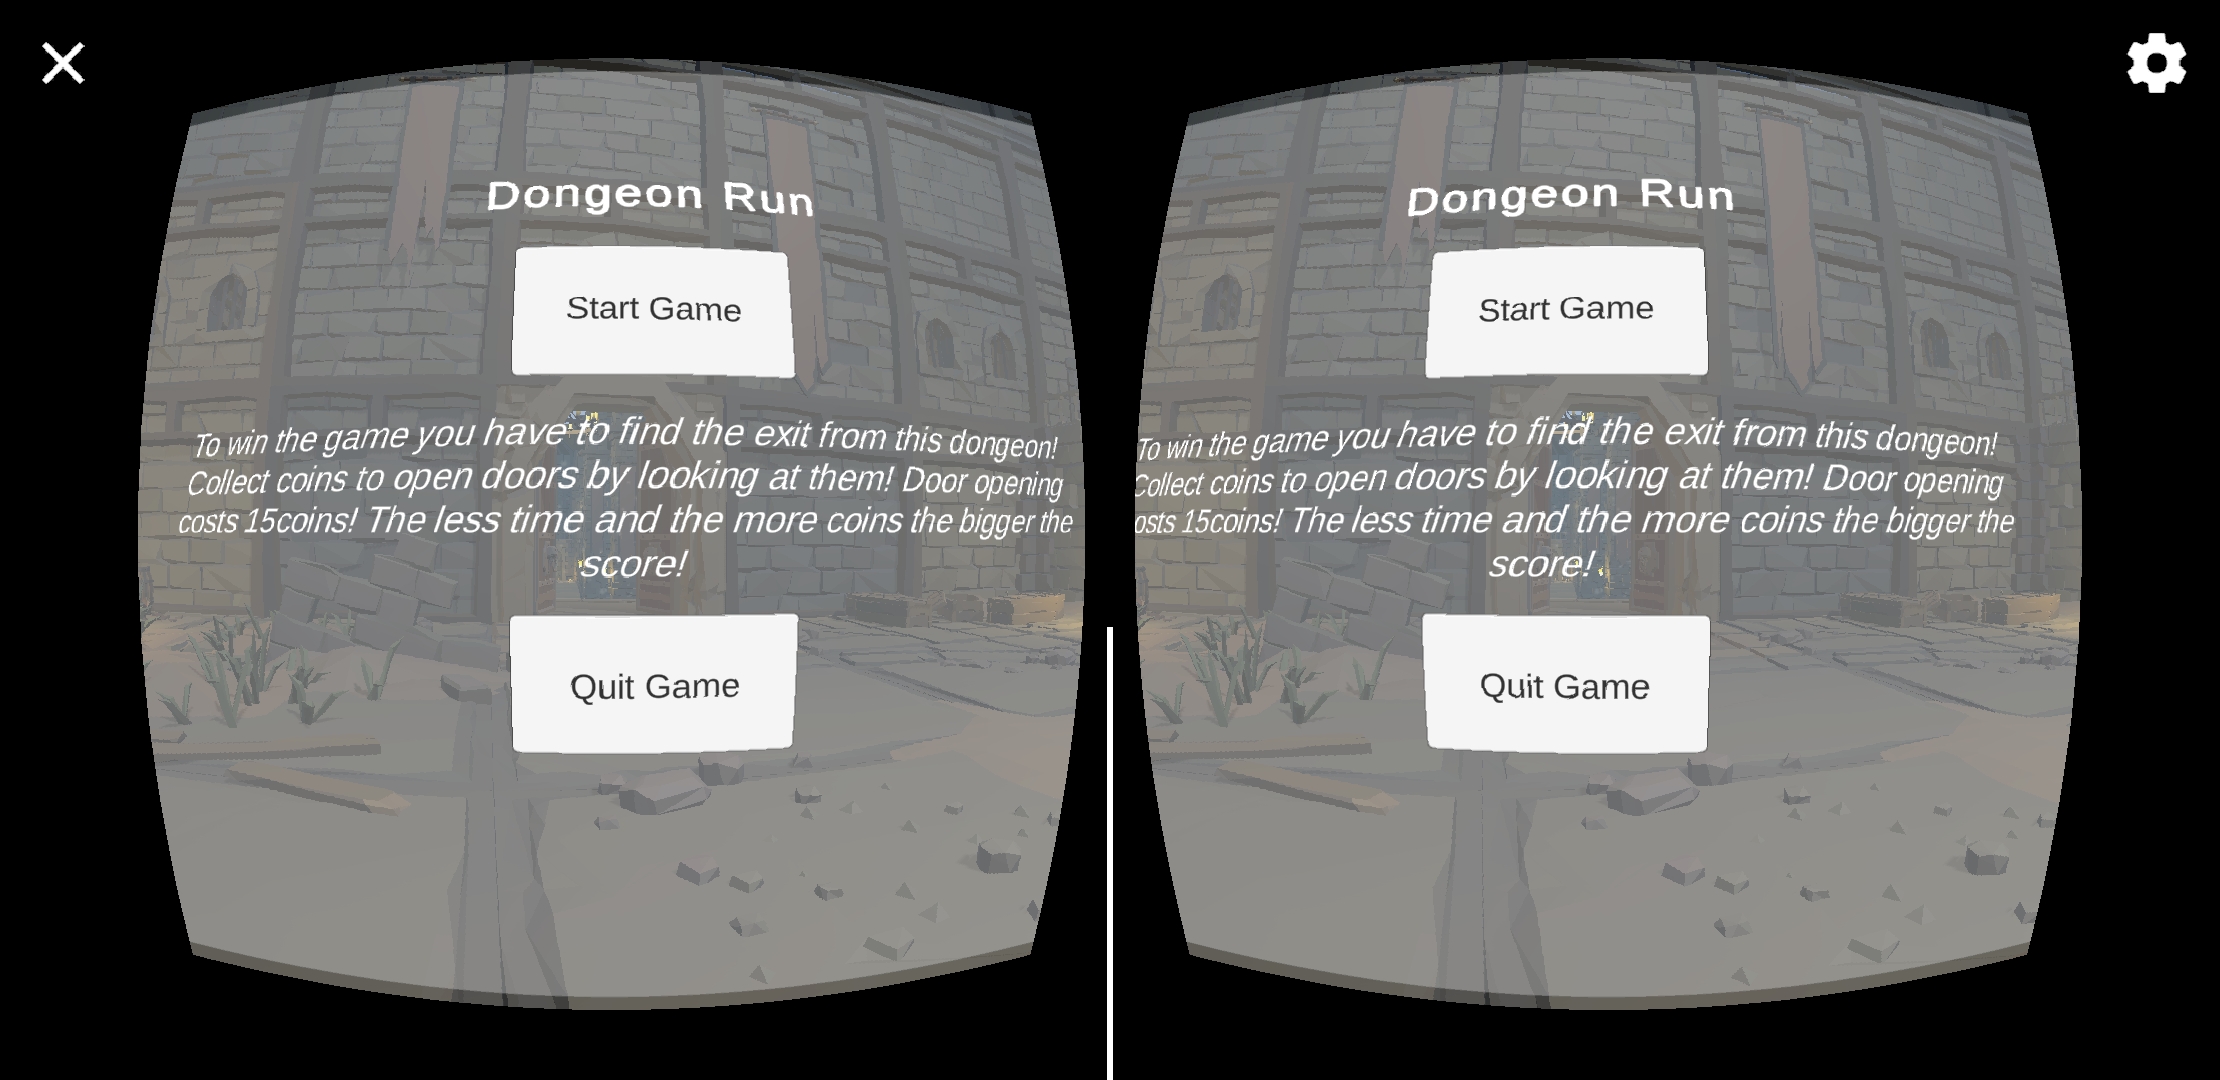 Dongeon Run
Start Game
To win the game you have to find the exit from this dongeon!
Collect coins to open doors by looking at them! Door opening
costs 15coins! The less time and the more coins the bigger the
score!
Quit Game
Dongeon Run
Start Game
To win the game you have to find the exit from this dongeon!
Collect coins to open doors by looking at them! Door opening
osts 15coins! The less time and the more coins the bigger the
score!
Quit Game